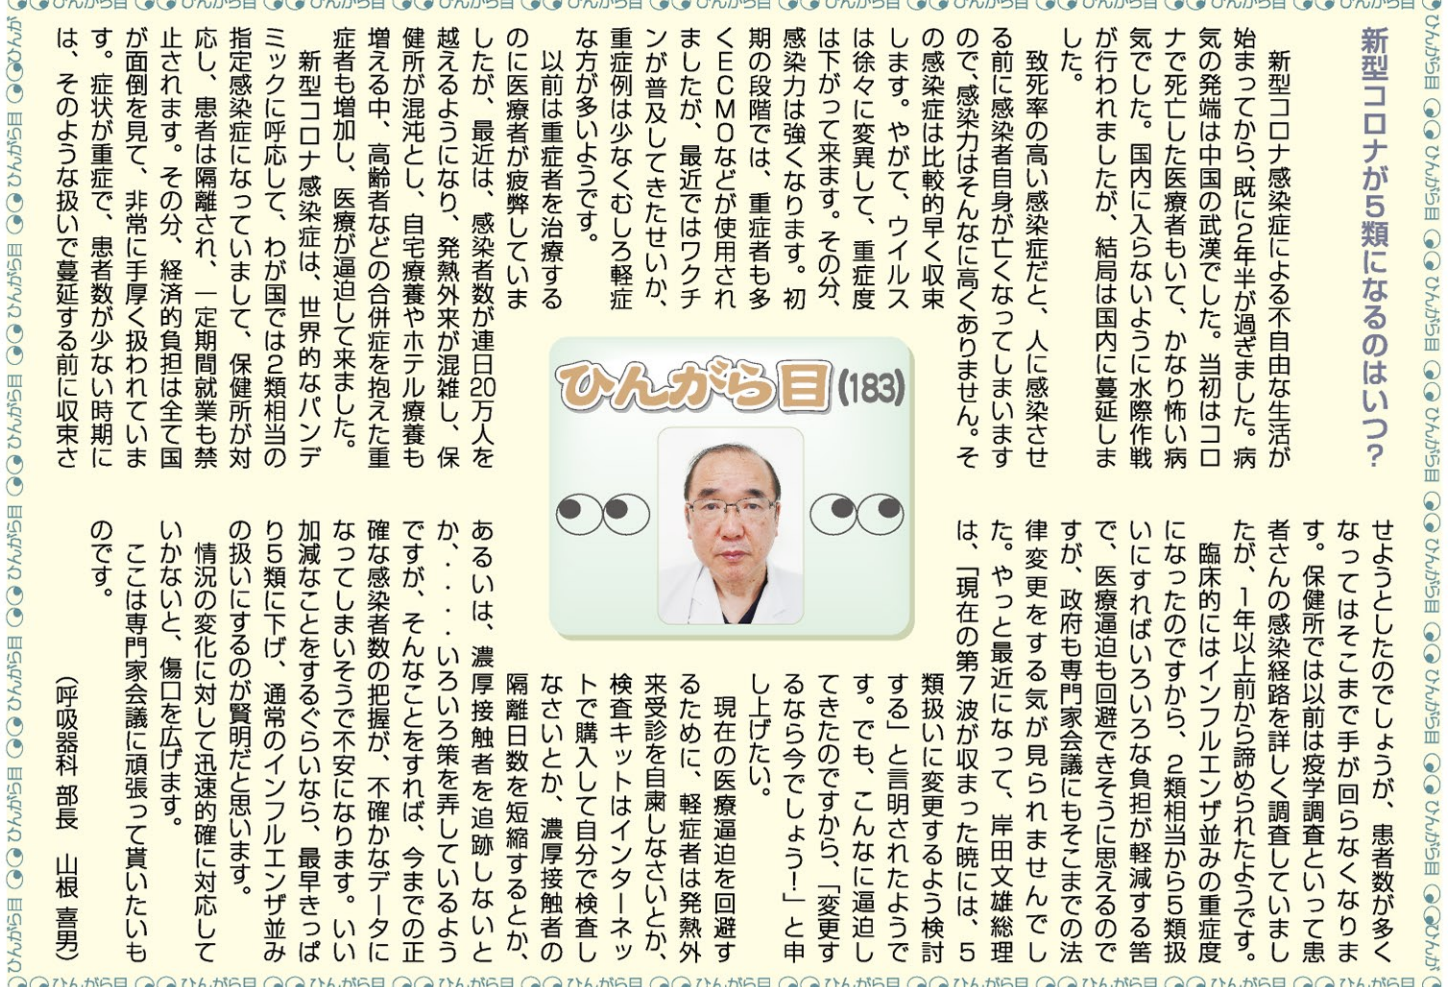 新型コロナが５類になるのはいつ？
新型コロナ感染症による不自由な生活が
始まってから、既に２年半が過ぎました。病
気の発端は中国の武漢でした。当初はコロ
ナで死亡した医療者もいて、かなり怖い病
気でした。国内に入らないように水際作戦
が行われましたが、結局は国内に蔓延しま
した。
致死率の高い感染症だと、人に感染させ
る前に感染者自身が亡くなってしまいます
ので、感染力はそんなに高くありません。そ
の感染症は比較的早く収束
します。やがて、ウイルス
は徐々に変異して、重症度
は下がって来ます。その分、
感染力は強くなります。初
期の段階では、重症者も多
くＥＣＭＯなどが使用され
ましたが、最近ではワクチ
ンが普及してきたせいか、
重症例は少なくむしろ軽症
な方が多いようです。
以前は重症者を治療する
のに医療者が疲弊していま
したが、最近は、感染者数が連日20万人を
越えるようになり、発熱外来が混雑し、保
健所が混沌とし、自宅療養やホテル療養も
増える中、高齢者などの合併症を抱えた重
症者も増加し、医療が逼迫して来ました。
新型コロナ感染症は、世界的なパンデ
ミックに呼応して、わが国では２類相当の
指定感染症になっていまして、保健所が対
応し、患者は隔離され、一定期間就業も禁
止されます。その分、経済的負担は全て国
が面倒を見て、非常に手厚く扱われていま
す。症状が重症で、患者数が少ない時期に
は、そのような扱いで蔓延する前に収束さ
ひんがら目(183)
せようとしたのでしょうが、患者数が多く
なってはそこまで手が回らなくなりま
す。保健所では以前は疫学調査といって患
者さんの感染経路を詳しく調査していまし
たが、１年以上前から諦められたようです。
臨床的にはインフルエンザ並みの重症度
になったのですから、２類相当から５類扱
いにすればいろいろな負担が軽減する筈
で、医療逼迫も回避できそうに思えるので
すが、政府も専門家会議にもそこまでの法
律変更をする気が見られませんでし
た。やっと最近になって、岸田文雄総理
は、「現在の第７波が収まった暁には、５
類扱いに変更するよう検討
する」と言明されたようで
す。でも、こんなに逼迫し
てきたのですから、「変更す
るなら今でしょう！」と申
し上げたい。
現在の医療逼迫を回避す
るために、軽症者は発熱外
来受診を自粛しなさいとか、
検査キットはインターネッ
トで購入して自分で検査し
なさいとか、濃厚接触者の
隔離日数を短縮するとか、
あるいは、濃厚接触者を追跡しないと
か、・・・・いろいろ策を弄しているよう
ですが、そんなことをすれば、今までの正
確な感染者数の把握が、不確かなデータに
なってしまいそうで不安になります。いい
加減なことをするぐらいなら、最早きっぱ
り５類に下げ、通常のインフルエンザ並み
の扱いにするのが賢明だと思います。
情況の変化に対して迅速的確に対応して
いかないと、傷口を広げます。
ここは専門家会議に頑張って貰いたいも
のです。
（呼吸器科 部長　山根 喜男）